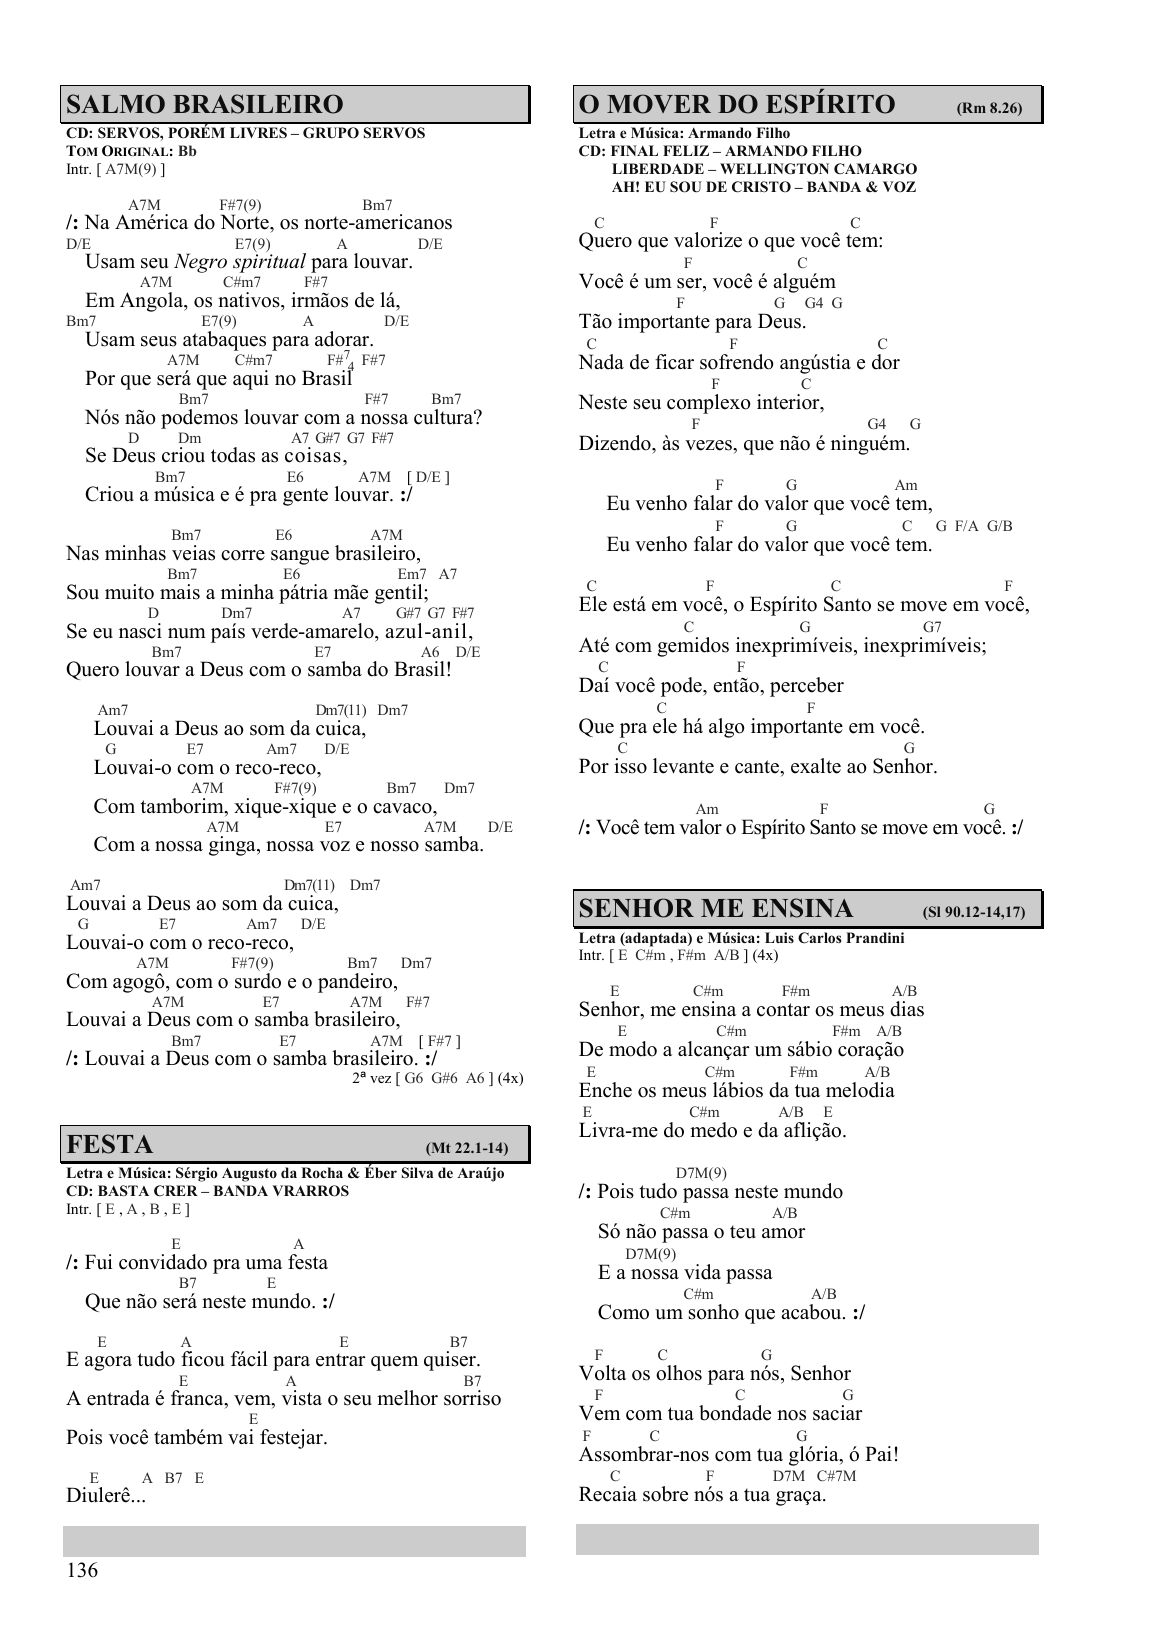 SALMO BRASILEIRO
CD: SERVOS, PORÉM LIVRES – GRUPO SERVOS
TOM ORIGINAL: Bb
Intr. [ A7M(9) ]
A7M F#7(9) Bm7
/: Na América do Norte, os norte-americanos
D/E E7(9) A D/E
Usam seu Negro spiritual para louvar.
A7M C#m7 F#7
Em Angola, os nativos, irmãos de lá,
Bm7 E7(9) A D/E
Usam seus atabaques para adorar.
A7M C#m7 F#7 4 F#7
Por que será que aqui no Brasil
Bm7 F#7 Bm7
Nós não podemos louvar com a nossa cultura?
D Dm A7 G#7 G7 F#7
Se Deus criou todas as coisas,
Bm7 E6 A7M [ D/E ]
Criou a música e é pra gente louvar. :/
Bm7 E6 A7M
Nas minhas veias corre sangue brasileiro,
Bm7 E6 Em7 A7
Sou muito mais a minha pátria mãe gentil;
D Dm7 A7 G#7 G7 F#7
Se eu nasci num país verde-amarelo, azul-anil,
Bm7 E7 A6 D/E
Quero louvar a Deus com o samba do Brasil!
Am7 Dm7(11) Dm7
Louvai a Deus ao som da cuica,
G E7 Am7 D/E
Louvai-o com o reco-reco,
A7M F#7(9) Bm7 Dm7
Com tamborim, xique-xique e o cavaco,
A7M E7 A7M D/E
Com a nossa ginga, nossa voz e nosso samba.
Am7 Dm7(11) Dm7
Louvai a Deus ao som da cuica,
G E7 Am7 D/E
Louvai-o com o reco-reco,
A7M F#7(9) Bm7 Dm7
Com agogô, com o surdo e o pandeiro,
A7M E7 A7M F#7
Louvai a Deus com o samba brasileiro,
Bm7 E7 A7M [ F#7 ]
/: Louvai a Deus com o samba brasileiro. :/
2ª vez [ G6 G#6 A6 ] (4x)
FESTA (Mt 22.1-14)
Letra e Música: Sérgio Augusto da Rocha & Éber Silva de Araújo
CD: BASTA CRER – BANDA VRARROS
Intr. [ E , A , B , E ]
E A
/: Fui convidado pra uma festa
B7 E
Que não será neste mundo. :/
E A E B7
E agora tudo ficou fácil para entrar quem quiser.
E A B7
A entrada é franca, vem, vista o seu melhor sorriso
E
Pois você também vai festejar.
E A B7 E
Diulerê...
136
O MOVER DO ESPÍRITO (Rm 8.26)
Letra e Música: Armando Filho
CD: FINAL FELIZ – ARMANDO FILHO
LIBERDADE – WELLINGTON CAMARGO
AH! EU SOU DE CRISTO – BANDA & VOZ
C F C
Quero que valorize o que você tem:
F C
Você é um ser, você é alguém
F G G4 G
Tão importante para Deus.
C F C
Nada de ficar sofrendo angústia e dor
F C
Neste seu complexo interior,
F G4 G
Dizendo, às vezes, que não é ninguém.
F G Am
Eu venho falar do valor que você tem,
F G C G F/A G/B
Eu venho falar do valor que você tem.
C F C F
Ele está em você, o Espírito Santo se move em você,
C G G7
Até com gemidos inexprimíveis, inexprimíveis;
C F
Daí você pode, então, perceber
C F
Que pra ele há algo importante em você.
C G
Por isso levante e cante, exalte ao Senhor.
Am F G
/: Você tem valor o Espírito Santo se move em você. :/
SENHOR ME ENSINA (Sl 90.12-14,17)
Letra (adaptada) e Música: Luis Carlos Prandini
Intr. [ E C#m , F#m A/B ] (4x)
E C#m F#m A/B
Senhor, me ensina a contar os meus dias
E C#m F#m A/B
De modo a alcançar um sábio coração
E C#m F#m A/B
Enche os meus lábios da tua melodia
E C#m A/B E
Livra-me do medo e da aflição.
D7M(9)
/: Pois tudo passa neste mundo
C#m A/B
Só não passa o teu amor
D7M(9)
E a nossa vida passa
C#m A/B
Como um sonho que acabou. :/
F C G
Volta os olhos para nós, Senhor
F C G
Vem com tua bondade nos saciar
F C G
Assombrar-nos com tua glória, ó Pai!
C F D7M C#7M
Recaia sobre nós a tua graça.